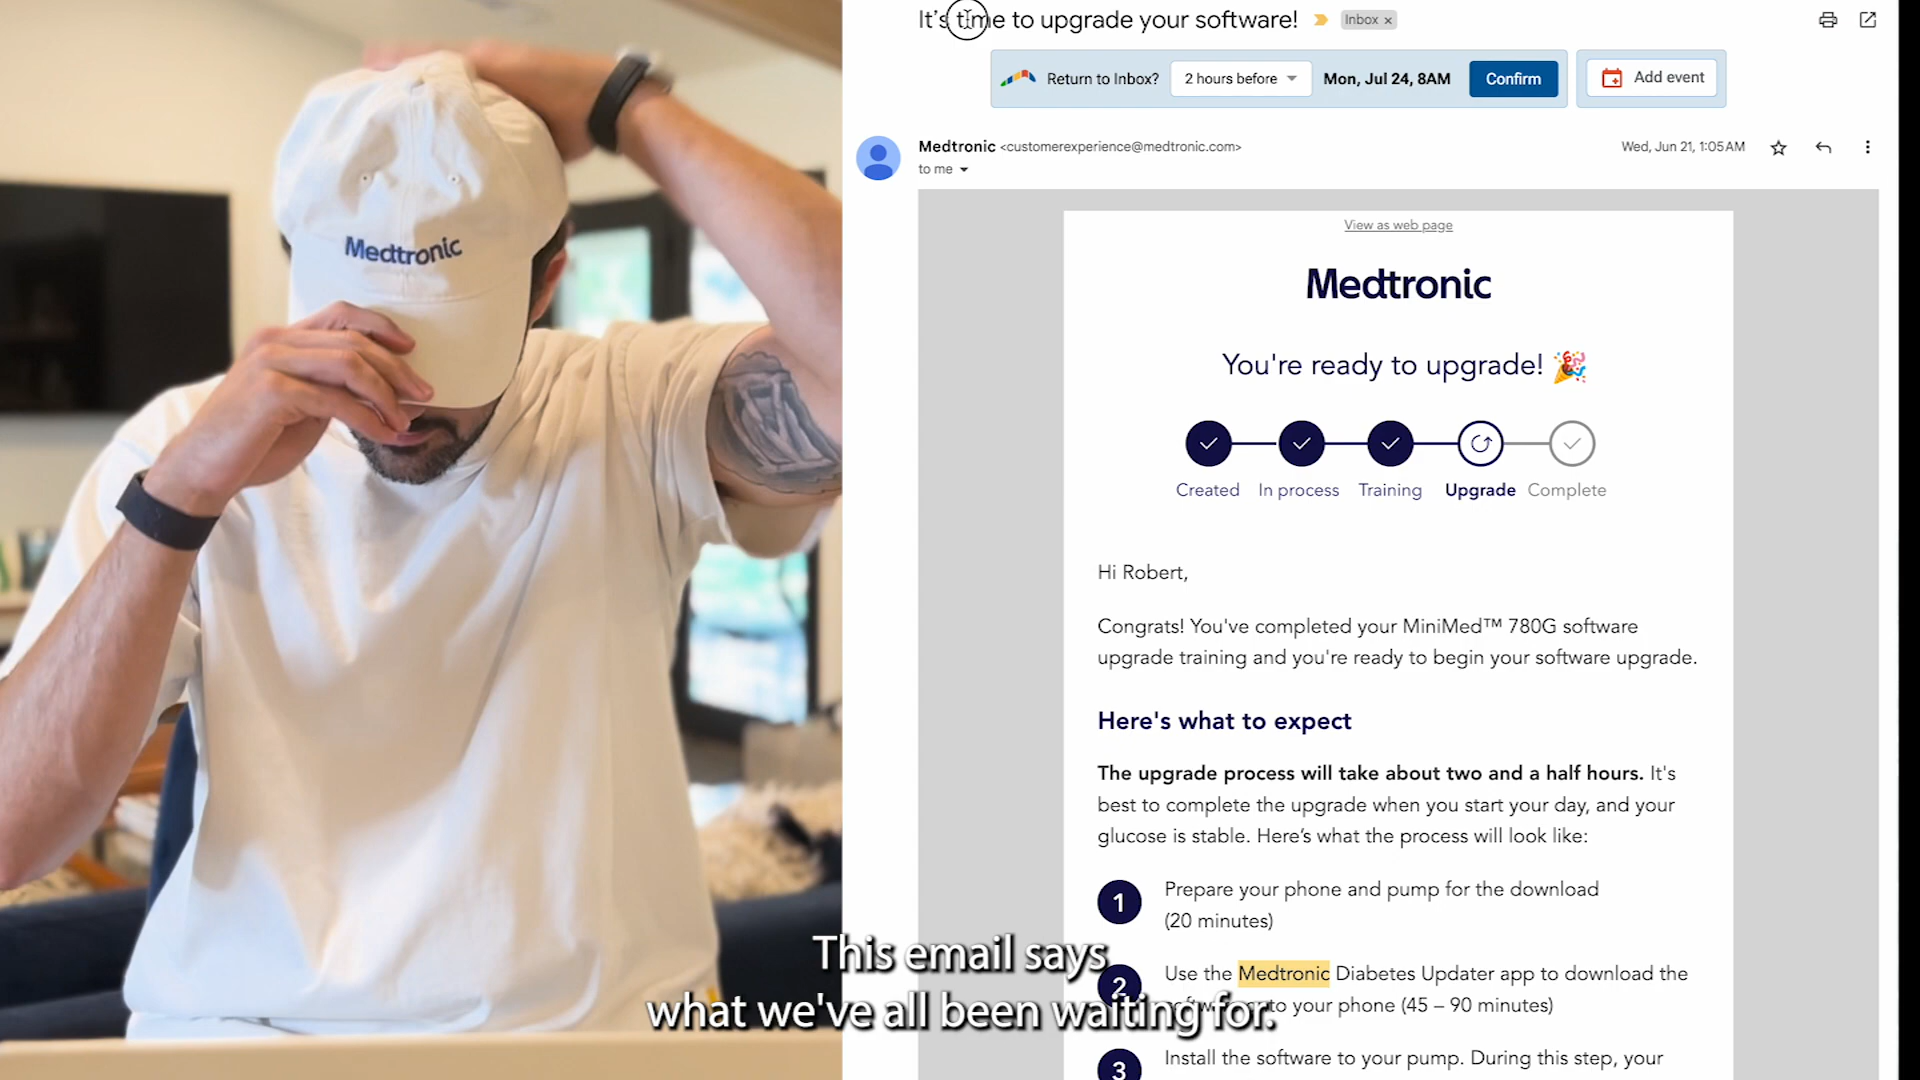 Medtronic
It's time to upgrade your software!
Inbox ×
Return to Inbox?
2 hours before
Mon, Jul 24, 8AM
Confirm
Add event
Medtronic <customerexperience@medtronic.com>
Wed, Jun 21, 1:05AM
to me
View as web page
Medtronic
You're ready to upgrade!
Created In process Training Upgrade Complete
Hi Robert,
Congrats! You've completed your MiniMed™ 780G software
upgrade training and you're ready to begin your software upgrade.
Here's what to expect
The upgrade process will take about two and a half hours. It's
best to complete the upgrade when you start your day, and your
glucose is stable. Here's what the process will look like:
1 Prepare your phone and pump for the download
(20 minutes)
2 Use the Medtronic Diabetes Updater app to download the
to your phone (45 – 90 minutes)
3 Install the software to your pump. During this step, your
This email says
what we've all been waiting for.